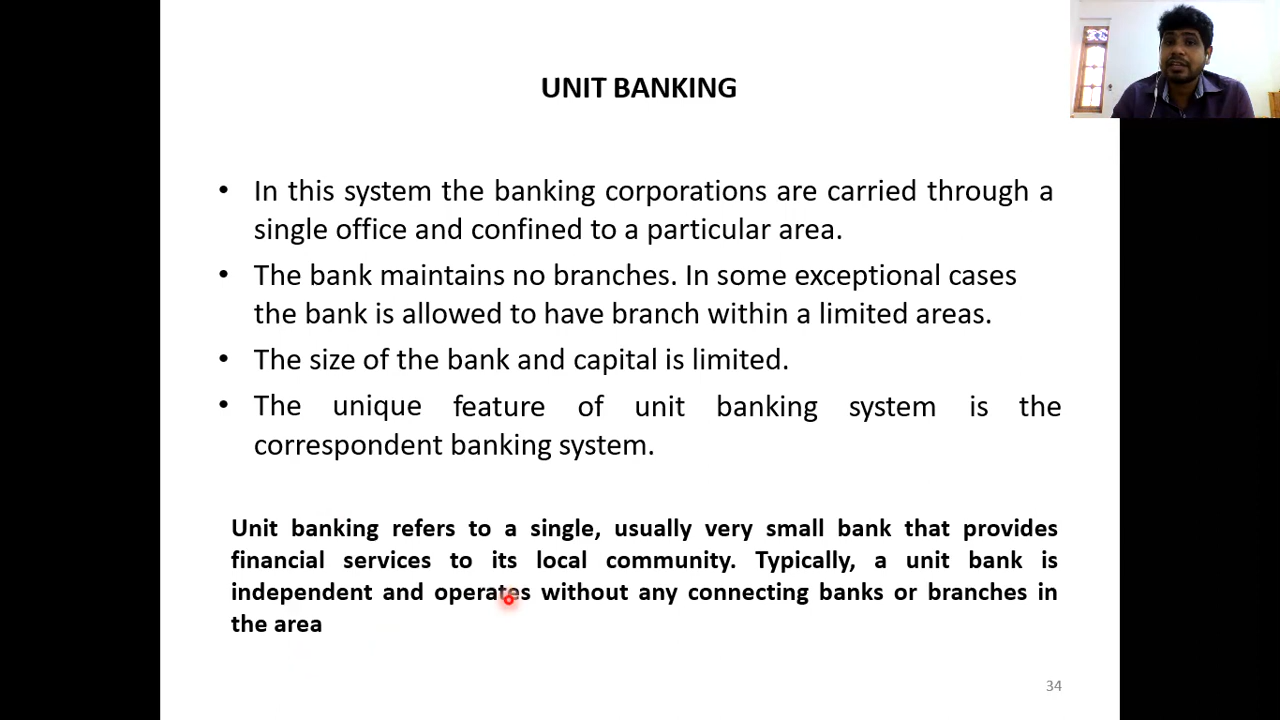 UNIT BANKING
• In this system the banking corporations are carried through a
single office and confined to a particular area.
• The bank maintains no branches. In some exceptional cases
the bank is allowed to have branch within a limited areas.
• The size of the bank and capital is limited.
• The unique feature of unit banking system is the
correspondent banking system.
Unit banking refers to a single, usually very small bank that provides
financial services to its local community. Typically, a unit bank is
independent and operates without any connecting banks or branches in
the area
34